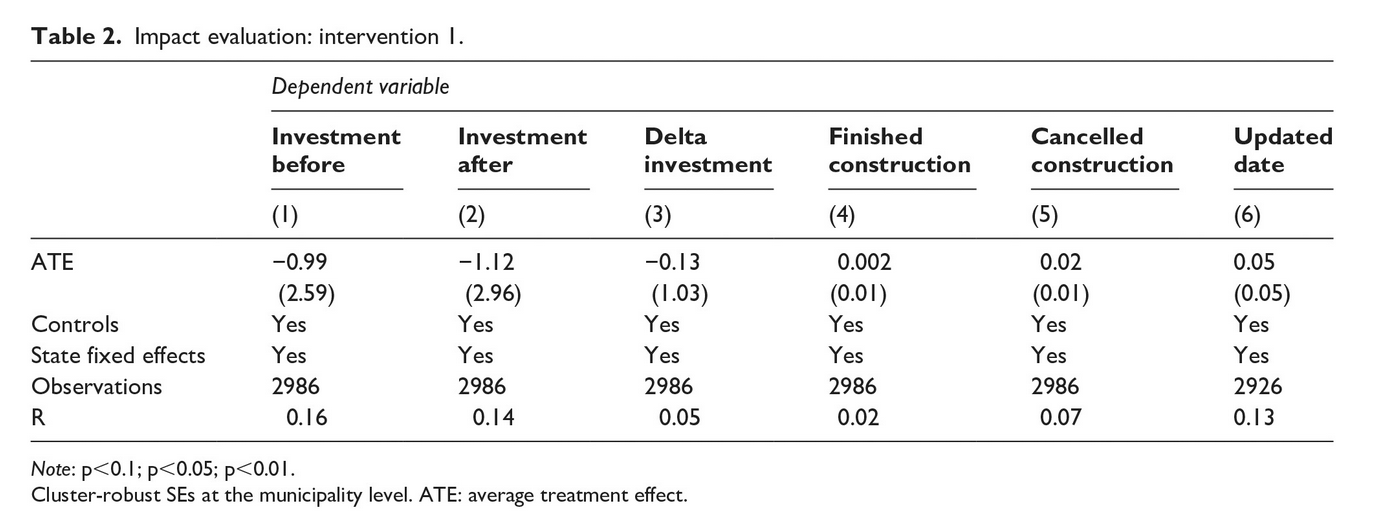 Table 2. Impact evaluation: intervention 1.
Dependent variable
Investment before Investment after Delta investment Finished construction Cancelled construction Updated date
(1) (2) (3) (4) (5) (6)
ATE −0.99 −1.12 −0.13 0.002 0.02 0.05
(2.59) (2.96) (1.03) (0.01) (0.01) (0.05)
Controls Yes Yes Yes Yes Yes Yes
State fixed effects Yes Yes Yes Yes Yes Yes
Observations 2986 2986 2986 2986 2986 2926
R 0.16 0.14 0.05 0.02 0.07 0.13
Note: p<0.1; p<0.05; p<0.01.
Cluster-robust SEs at the municipality level. ATE: average treatment effect.